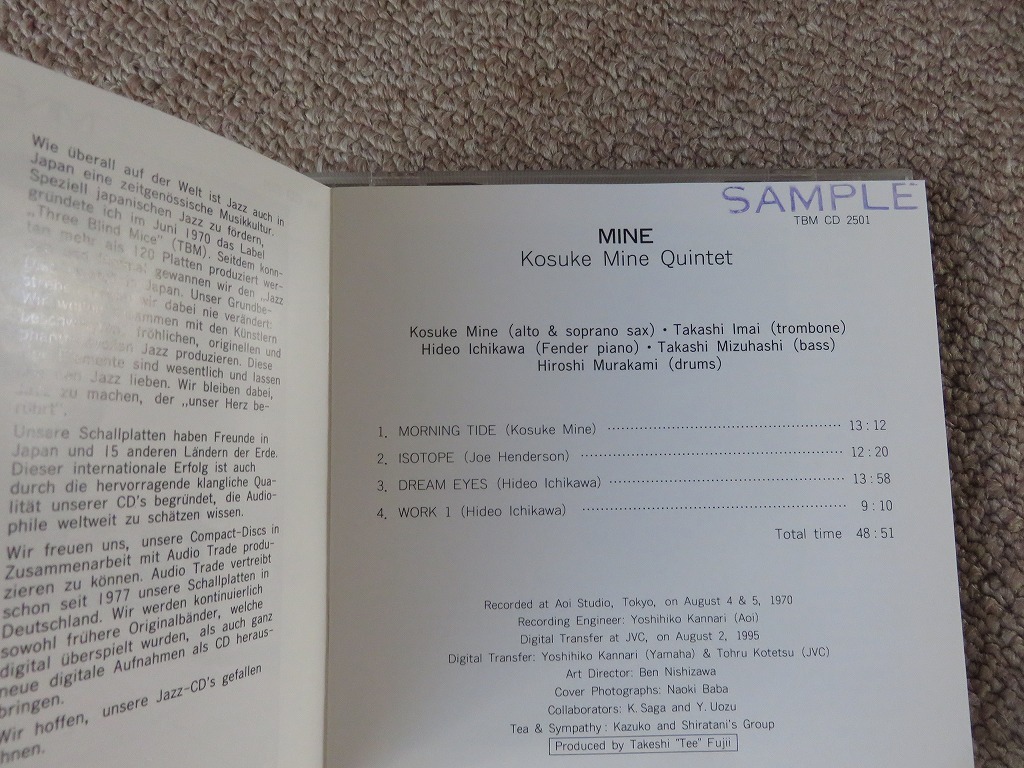 Wie überall auf der Welt ist Jazz auch in
Japan eine zeitgenössische Musikkultur.
Speziell japanischen Jazz zu fördern,
gründete ich im Juni 1970 das Label
„Three Blind Mice" (TBM). Seitdem konn-
ten mehr als 120 Platten produziert wer-
gewannen wir den „Jazz
Japan. Unser Grundbe-
wir dabei nie verändert:
mmen mit den Künstlern
fröhlichen, originellen und
Jazz produzieren. Diese
Elemente sind wesentlich und lassen
Jazz lieben. Wir bleiben dabei,
zu machen, der „unser Herz be-
rührt".
Unsere Schallplatten haben Freunde in
Japan und 15 anderen Ländern der Erde.
Dieser internationale Erfolg ist auch
durch die hervorragende klangliche Qua-
lität unserer CD's begründet, die Audio-
phile weltweit zu schätzen wissen.
Wir freuen uns, unsere Compact-Discs in
Zusammenarbeit mit Audio Trade produ-
zieren zu können. Audio Trade vertreibt
schon seit 1977 unsere Schallplatten in
Deutschland. Wir werden kontinuierlich
sowohl frühere Originalbänder, welche
digital überspielt wurden, als auch ganz
neue digitale Aufnahmen als CD heraus-
bringen.
Wir hoffen, unsere Jazz-CD's gefallen
Ihnen.
SAMPLE
TBM CD 2501
MINE
Kosuke Mine Quintet
Kosuke Mine (alto & soprano sax)・Takashi Imai (trombone)
Hideo Ichikawa (Fender piano)・Takashi Mizuhashi (bass)
Hiroshi Murakami (drums)
1. MORNING TIDE (Kosuke Mine) 13:12
2. ISOTOPE (Joe Henderson) 12:20
3. DREAM EYES (Hideo Ichikawa) 13:58
4. WORK 1 (Hideo Ichikawa) 9:10
Total time 48:51
Recorded at Aoi Studio, Tokyo, on August 4 & 5, 1970
Recording Engineer: Yoshihiko Kannari (Aoi)
Digital Transfer at JVC, on August 2, 1995
Digital Transfer: Yoshihiko Kannari (Yamaha) & Tohru Kotetsu (JVC)
Art Director: Ben Nishizawa
Cover Photographs: Naoki Baba
Collaborators: K.Saga and Y.Uozu
Tea & Sympathy: Kazuko and Shiratani's Group
Produced by Takeshi "Tee" Fujii